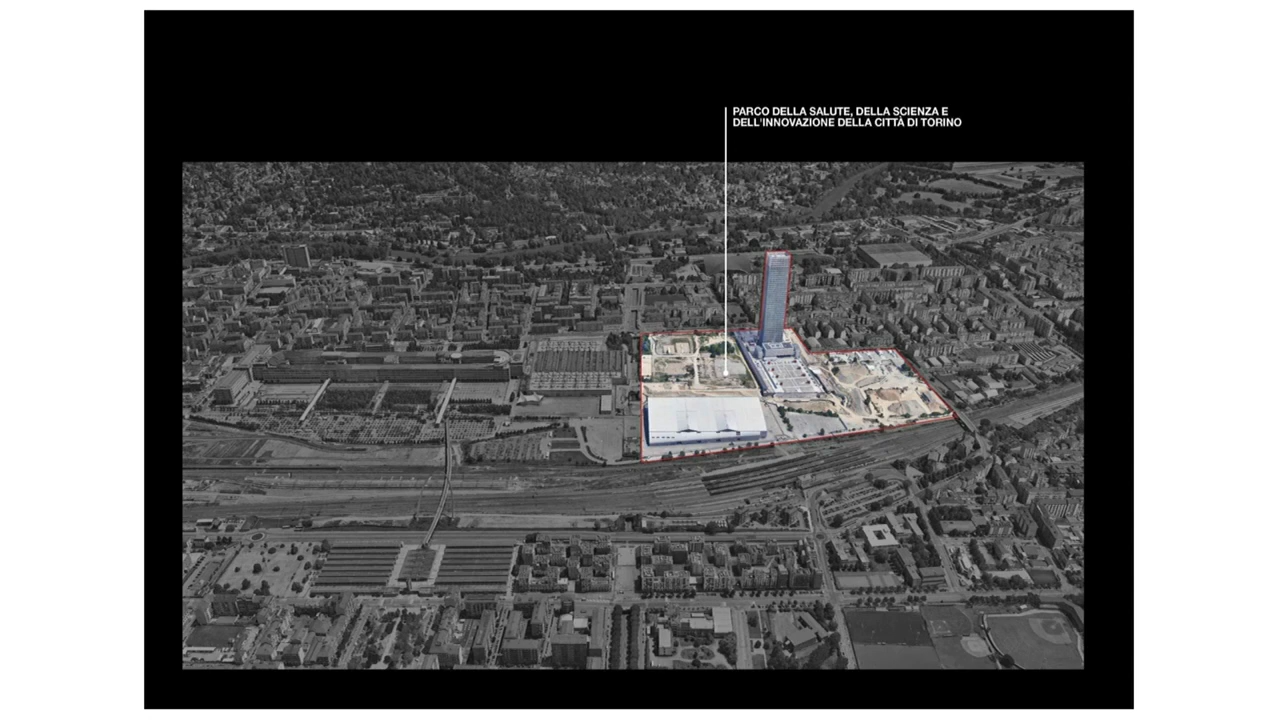 PARCO DELLA SALUTE, DELLA SCIENZA E
DELL'INNOVAZIONE DELLA CITTÀ DI TORINO